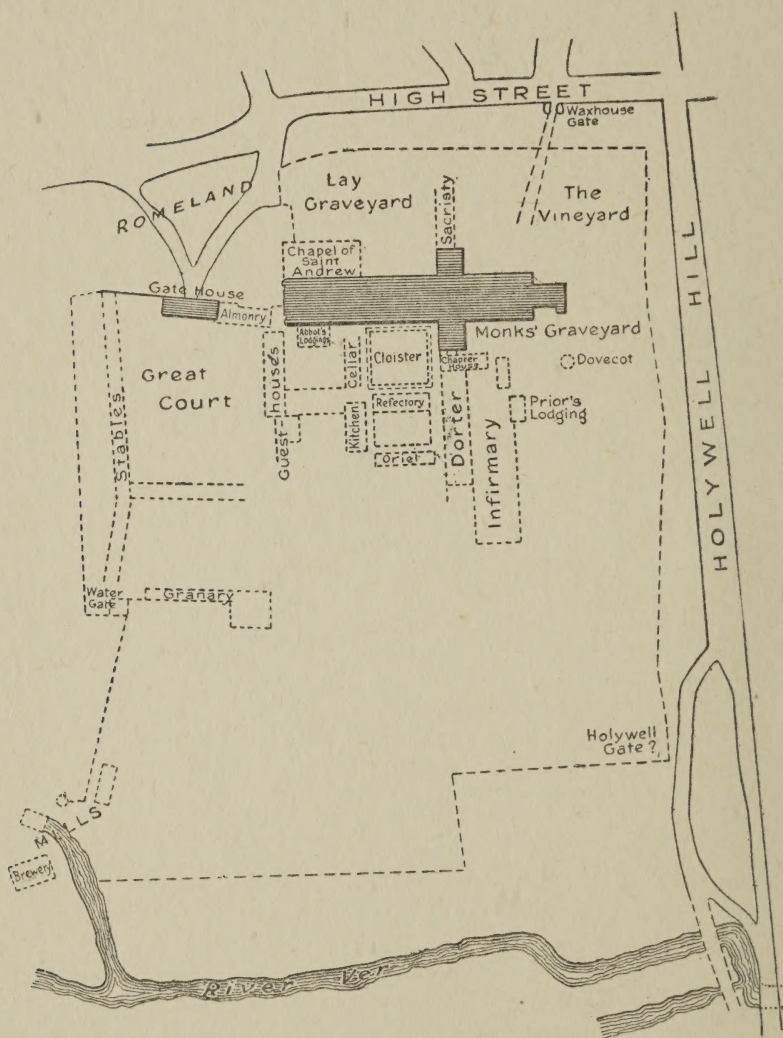 HIGH STREET
Waxhouse
Gate
ROMELAND
Lay
Graveyard
Sacristy
The
Vineyard
Chapel of
Saint
Andrew
Gate House
Almonry
HOLYWELL HILL
Abbot's
Lodgings
Cellar
Cloister
Monks' Graveyard
Chapter
House
Dovecot
Great
Court
Stables
Guest houses
Kitchen
Refectory
Oriel
Dorter
Infirmary
Prior's
Lodging
Water
Gate
Granary
Holywell
Gate ?
MILLS
Brewery
River Ver